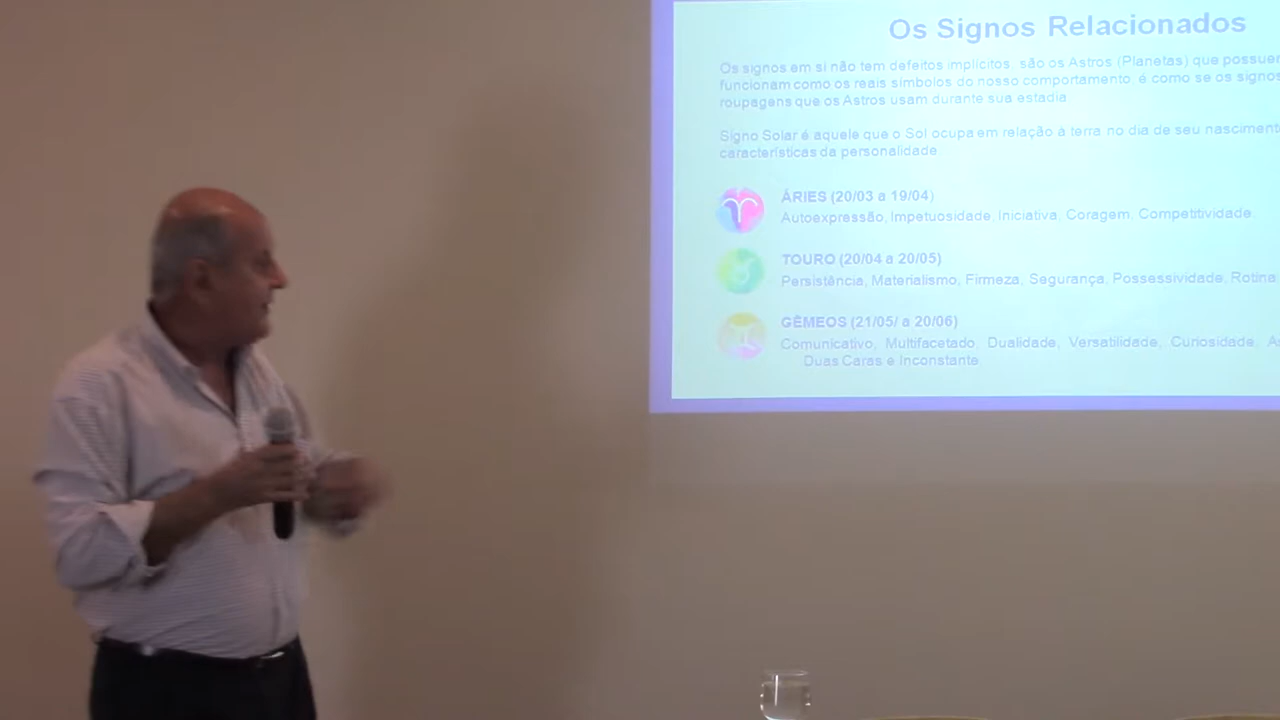 Os Signos Relacionados
Os signos em si não tem defeitos implícitos, são os Astros (Planetas) que
funcionam como os reais símbolos do nosso comportamento, é como se os signos
roupagens que os Astros usam durante sua estadia
Signo Solar é aquele que o Sol ocupa em relação à terra no dia de seu
características da personalidade
ÁRIES (20/03 a 19/04)
Autoexpressão, Impetuosidade, Iniciativa, Coragem, Competitividade.
TOURO (20/04 a 20/05)
Persistência, Materialismo, Firmeza, Segurança, Possessividade, Rotina
GÊMEOS (21/05/ a 20/06)
Comunicativo, Multifacetado, Dualidade, Versatilidade, Curiosidade,
Duas Caras e Inconstante.